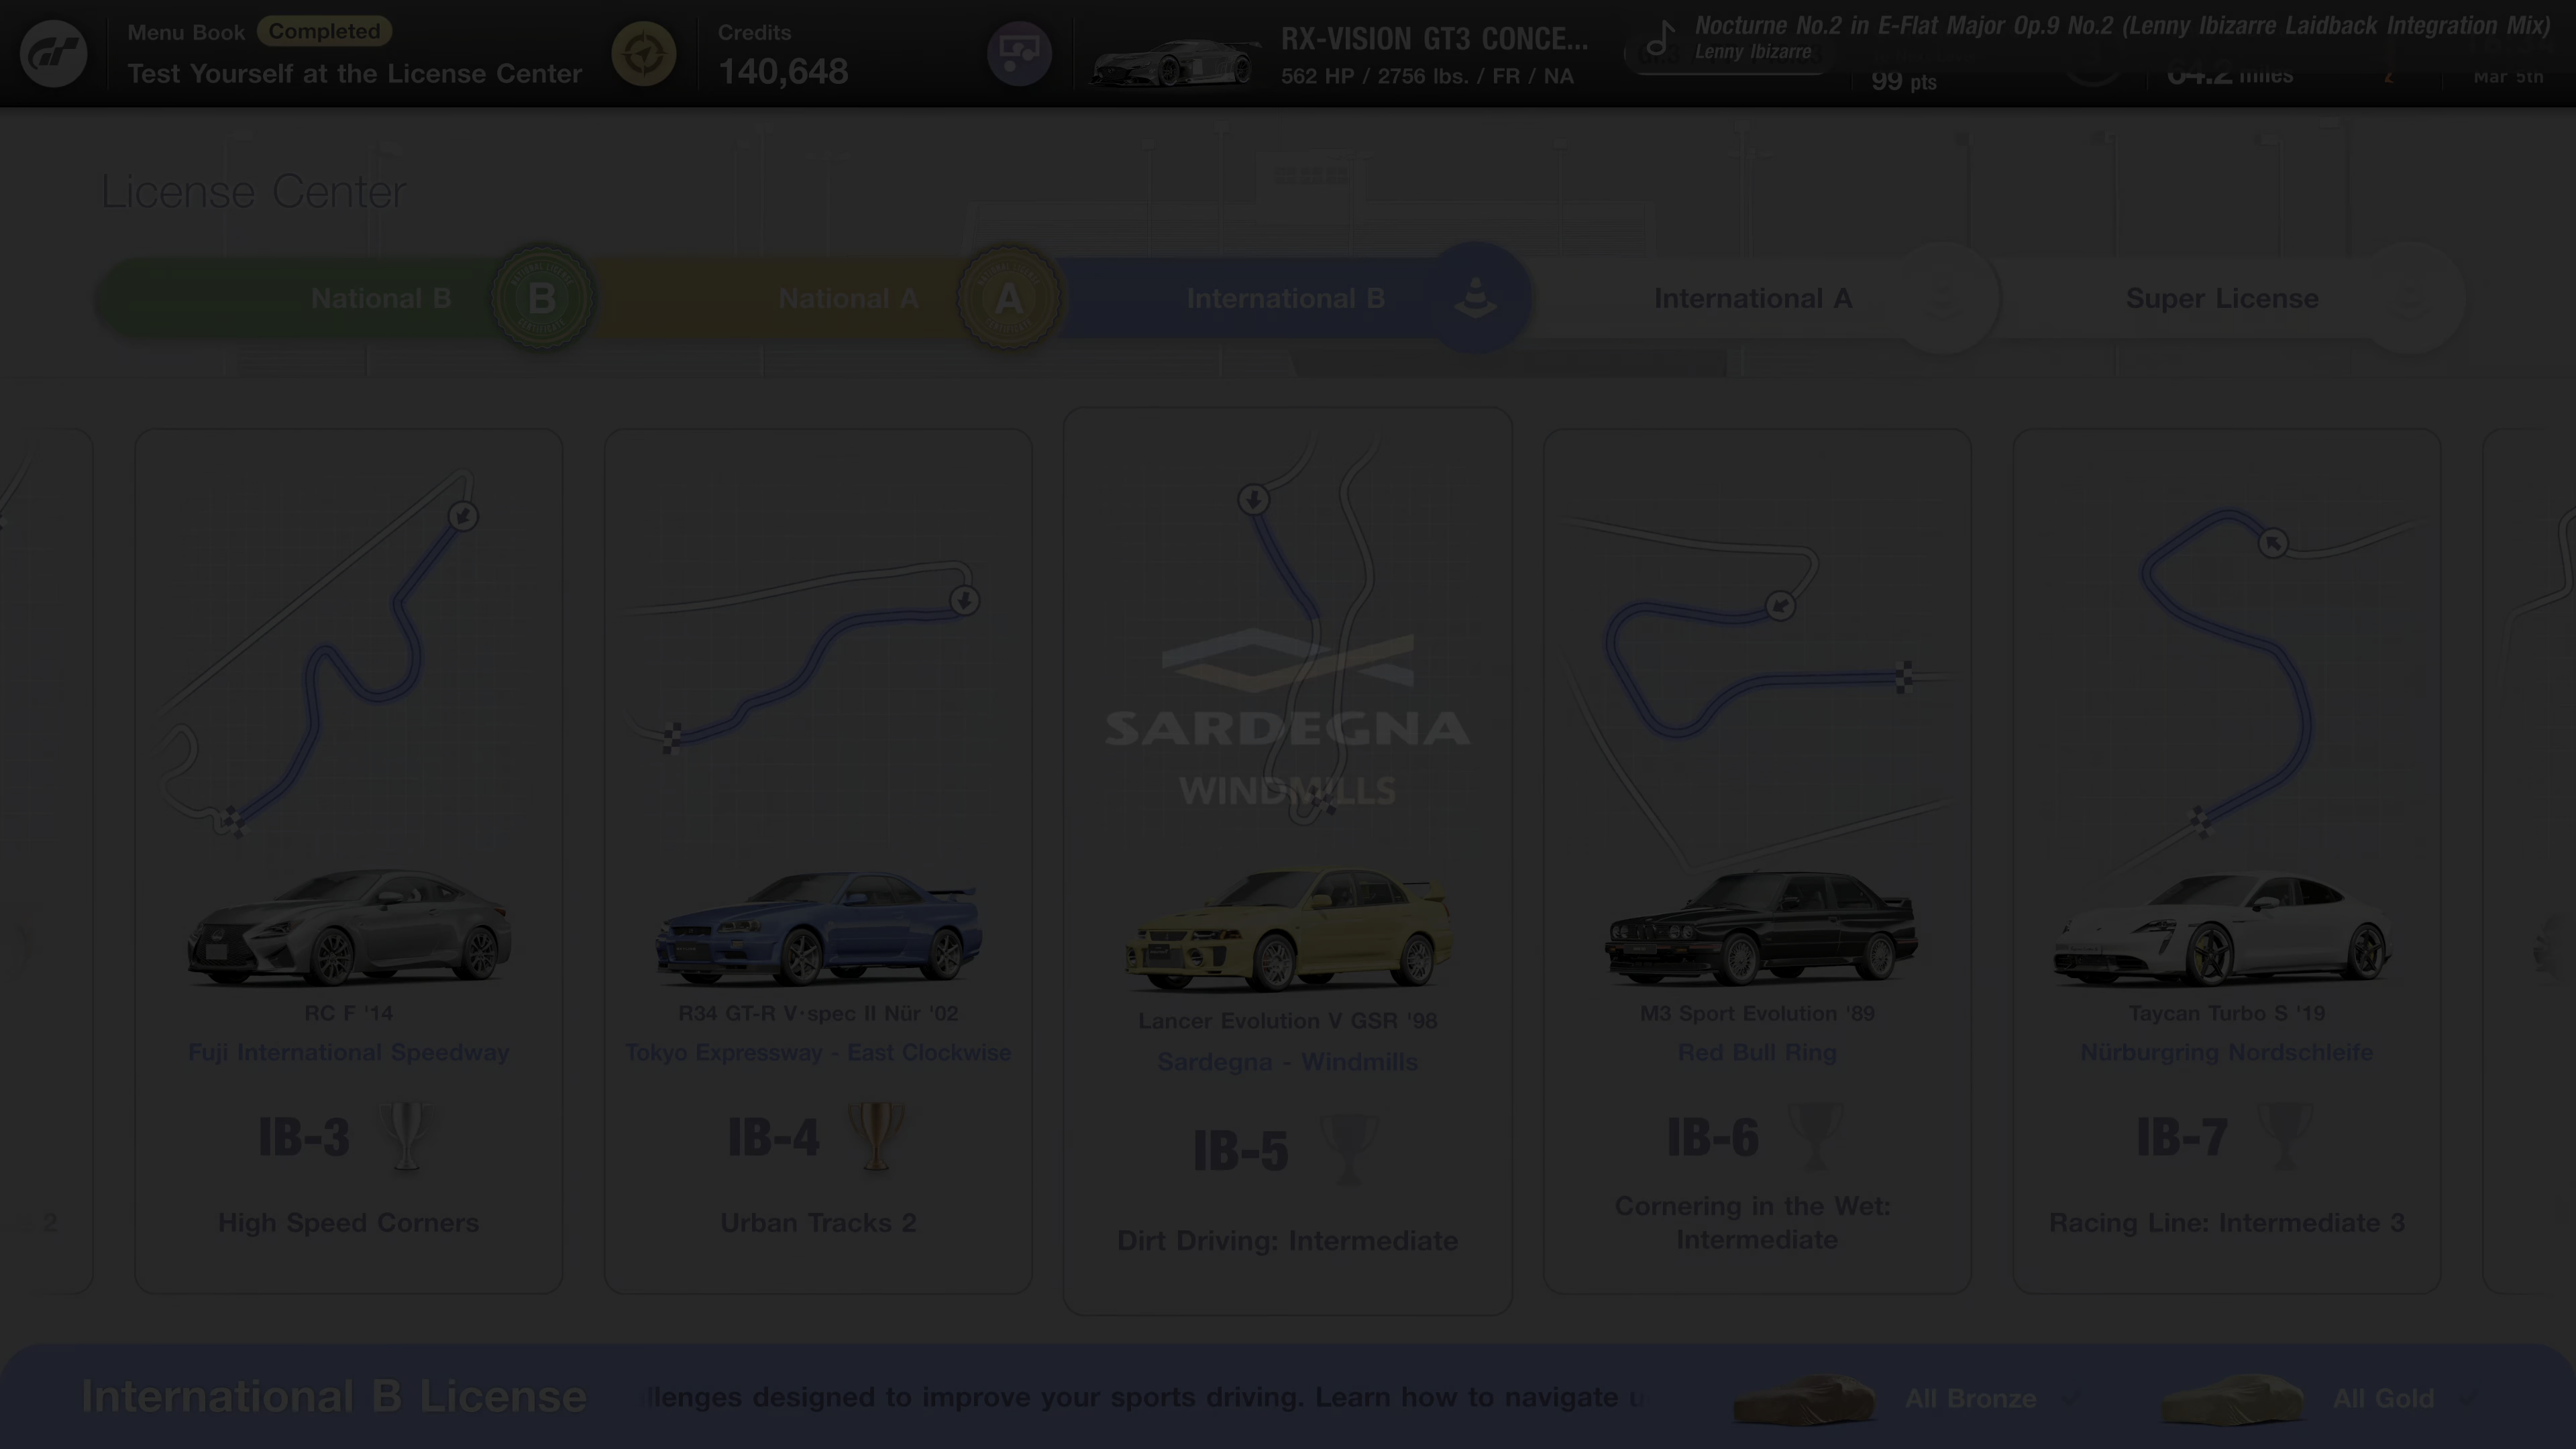 Menu Book Completed
Test Yourself at the License Center
Credits
140,648
RX-VISION GT3 CONCE...
562 HP / 2756 lbs. / FR / NA
Nocturne No.2 in E-Flat Major Op.9 No.2 (Lenny Ibizarre Laidback Integration Mix)
Lenny Ibizarre
99 pts
64.2 miles
Mar 5th
License Center
National B
B
National A
A
International B
International A
Super License
SARDEGNA
WINDMILLS
RC F '14
Fuji International Speedway
IB-3
High Speed Corners
R34 GT-R V·spec II Nür '02
Tokyo Expressway - East Clockwise
IB-4
Urban Tracks 2
Lancer Evolution V GSR '98
Sardegna - Windmills
IB-5
Dirt Driving: Intermediate
M3 Sport Evolution '89
Red Bull Ring
IB-6
Cornering in the Wet:
Intermediate
Taycan Turbo S '19
Nürburgring Nordschleife
IB-7
Racing Line: Intermediate 3
2
International B License
llenges designed to improve your sports driving. Learn how to navigate u
All Bronze
All Gold